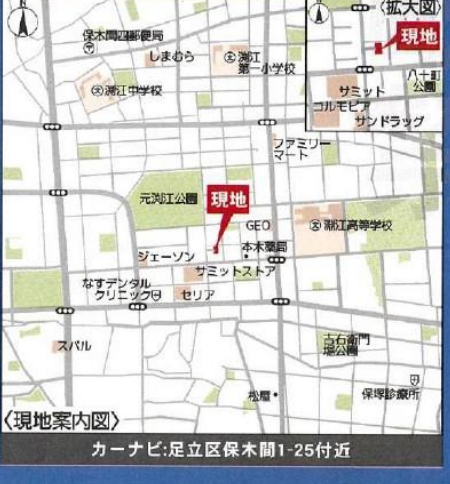 N
〈拡大図〉
現地
八十町
公園
サミット
コルモピア
サンドラッグ
保木間四郵便局
しまむら
渕江
第一小学校
渕江中学校
ファミリー
マート
元渕江公園
現地
GEO
渕江高等学校
本木薬局
ジェーソン
サミットストア
なすデンタル
クリニック
セリア
スバル
古右衛門
堀公園
松屋
保塚診療所
〈現地案内図〉
カーナビ:足立区保木間1-25付近